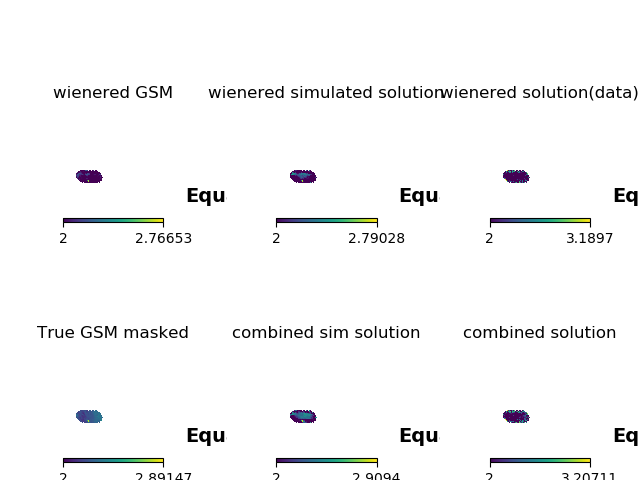 wienered GSM
wienered simulated solution
wienered solution(data)
Equ
Equ
Eq
2 2.76653
2 2.79028
2 3.1897
True GSM masked
combined sim solution
combined solution
Equ
Equ
Eq
2 2.89147
2 2.9094
2 3.20711